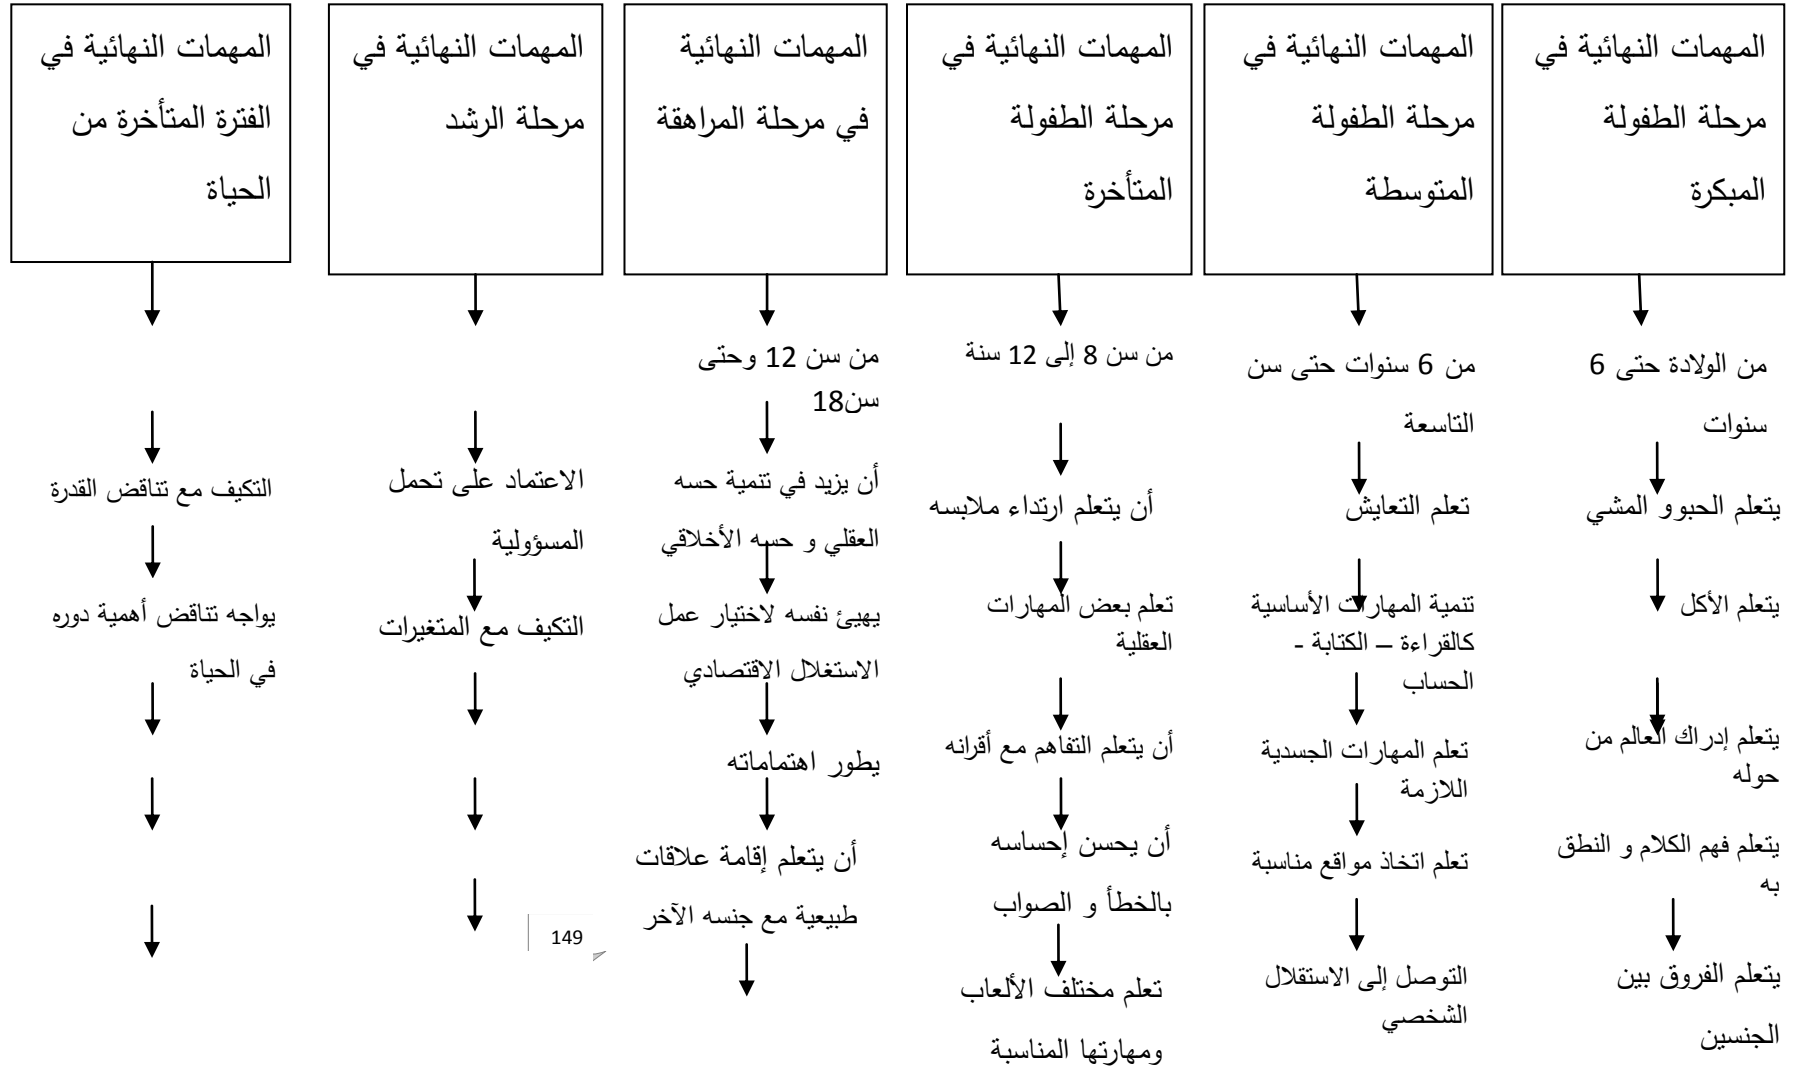 المهمات النهائية في
مرحلة الطفولة
المبكرة
من الولادة حتى 6
سنوات
يتعلم الحبوو المشي
يتعلم الأكل
يتعلم إدراك العالم من
حوله
يتعلم فهم الكلام و النطق
به
يتعلم الفروق بين
الجنسين
المهمات النهائية في
مرحلة الطفولة
المتوسطة
من 6 سنوات حتى سن
التاسعة
تعلم التعايش
تنمية المهارات الأساسية
كالقراءة – الكتابة -
الحساب
تعلم المهارات الجسدية
اللازمة
تعلم اتخاذ مواقع مناسبة
التوصل إلى الاستقلال
الشخصي
المهمات النهائية في
مرحلة الطفولة
المتأخرة
من سن 8 إلى 12 سنة
أن يتعلم ارتداء ملابسه
تعلم بعض المهارات
العقلية
أن يتعلم التفاهم مع أقرانه
أن يحسن إحساسه
بالخطأ و الصواب
تعلم مختلف الألعاب
ومهارتها المناسبة
المهمات النهائية
في مرحلة المراهقة
من سن 12 وحتى
سن18
أن يزيد في تنمية حسه
العقلي و حسه الأخلاقي
يهيئ نفسه لاختيار عمل
الاستغلال الاقتصادي
يطور اهتماماته
أن يتعلم إقامة علاقات
طبيعية مع جنسه الآخر
المهمات النهائية في
مرحلة الرشد
الاعتماد على تحمل
المسؤولية
التكيف مع المتغيرات
المهمات النهائية في
الفترة المتأخرة من
الحياة
التكيف مع تناقض القدرة
يواجه تناقض أهمية دوره
في الحياة
149